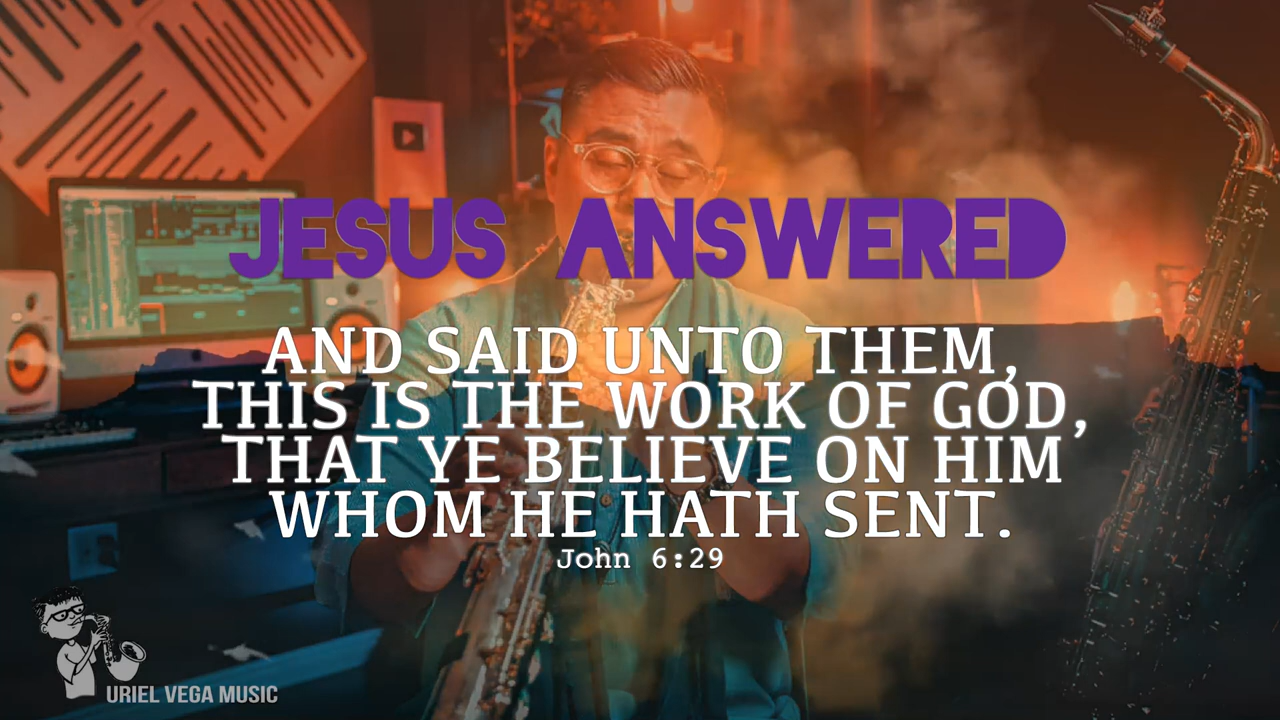 JESUS ANSWERED
AND SAID UNTO THEM,
THIS IS THE WORK OF GOD,
THAT YE BELIEVE ON HIM
WHOM HE HATH SENT.
John 6:29
URIEL VEGA MUSIC